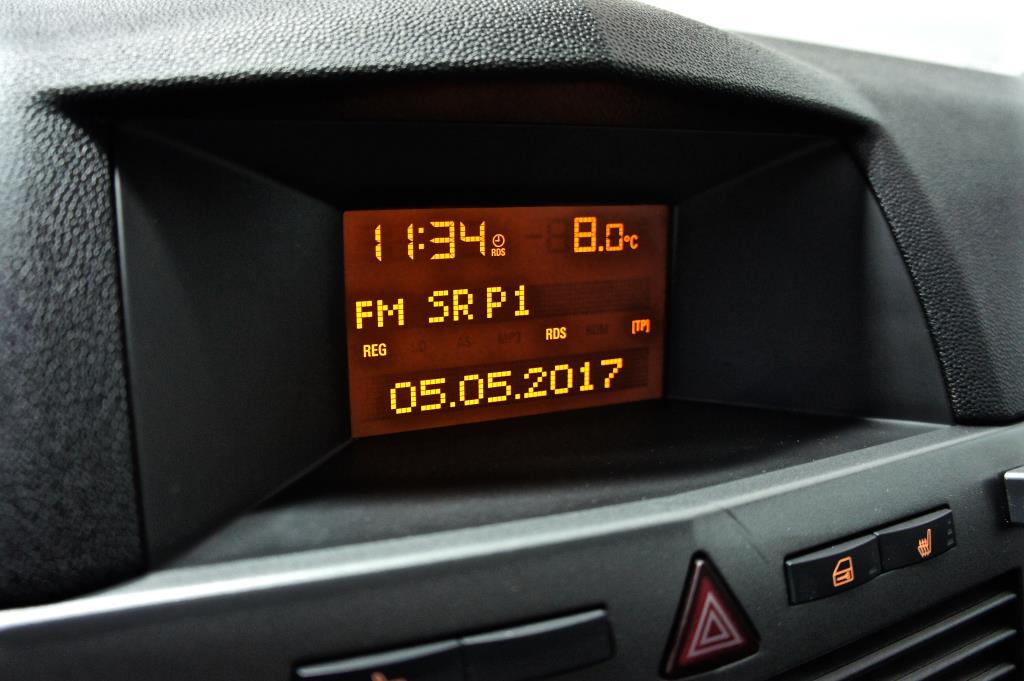 11:34 RDS 8.0°C
FM SR P1
REG RDS [TP]
05.05.2017